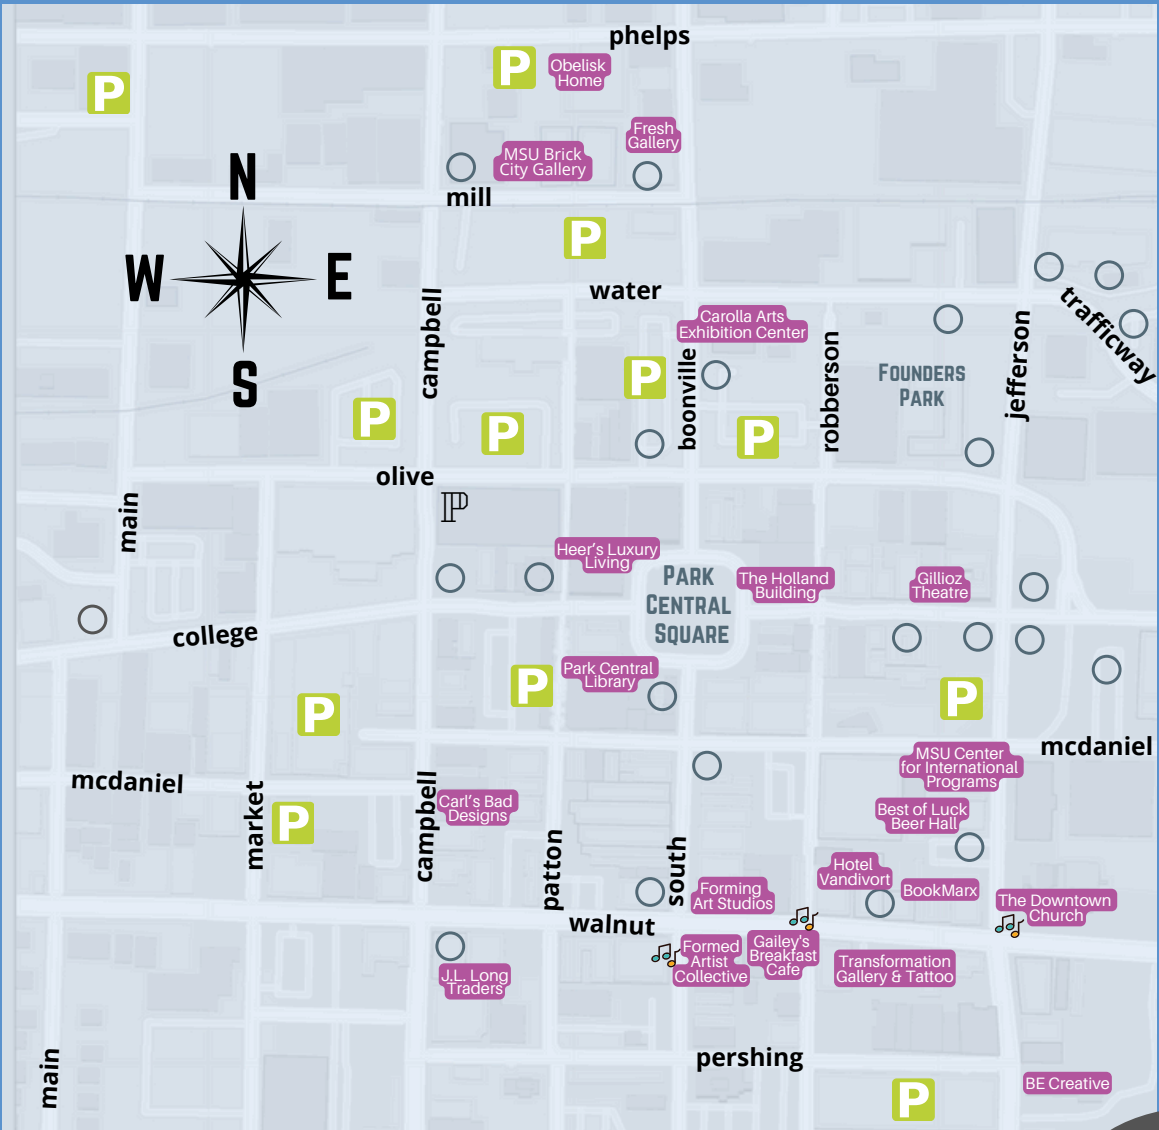 phelps
P
Obelisk
Home
P
Fresh
Gallery
MSU Brick
City Gallery
N
mill
P
W
E
water
trafficway
campbell
Carolla Arts
Exhibition Center
jefferson
S
boonville
robberson
Founders
Park
P
P
P
P
olive
main
P
Heer's Luxury
Living
Park
Central
Square
The Holland
Building
Gillioz
Theatre
college
P
Park Central
Library
P
P
mcdaniel
mcdaniel
MSU Center
for International
Programs
market
P
campbell
Carl's Bad
Designs
Best of Luck
Beer Hall
patton
south
Hotel
Vandivort
Forming
Art Studios
BookMarx
The Downtown
Church
walnut
Formed
Artist
Collective
Gailey's
Breakfast
Cafe
Transformation
Gallery & Tattoo
J.L. Long
Traders
main
pershing
BE Creative
P